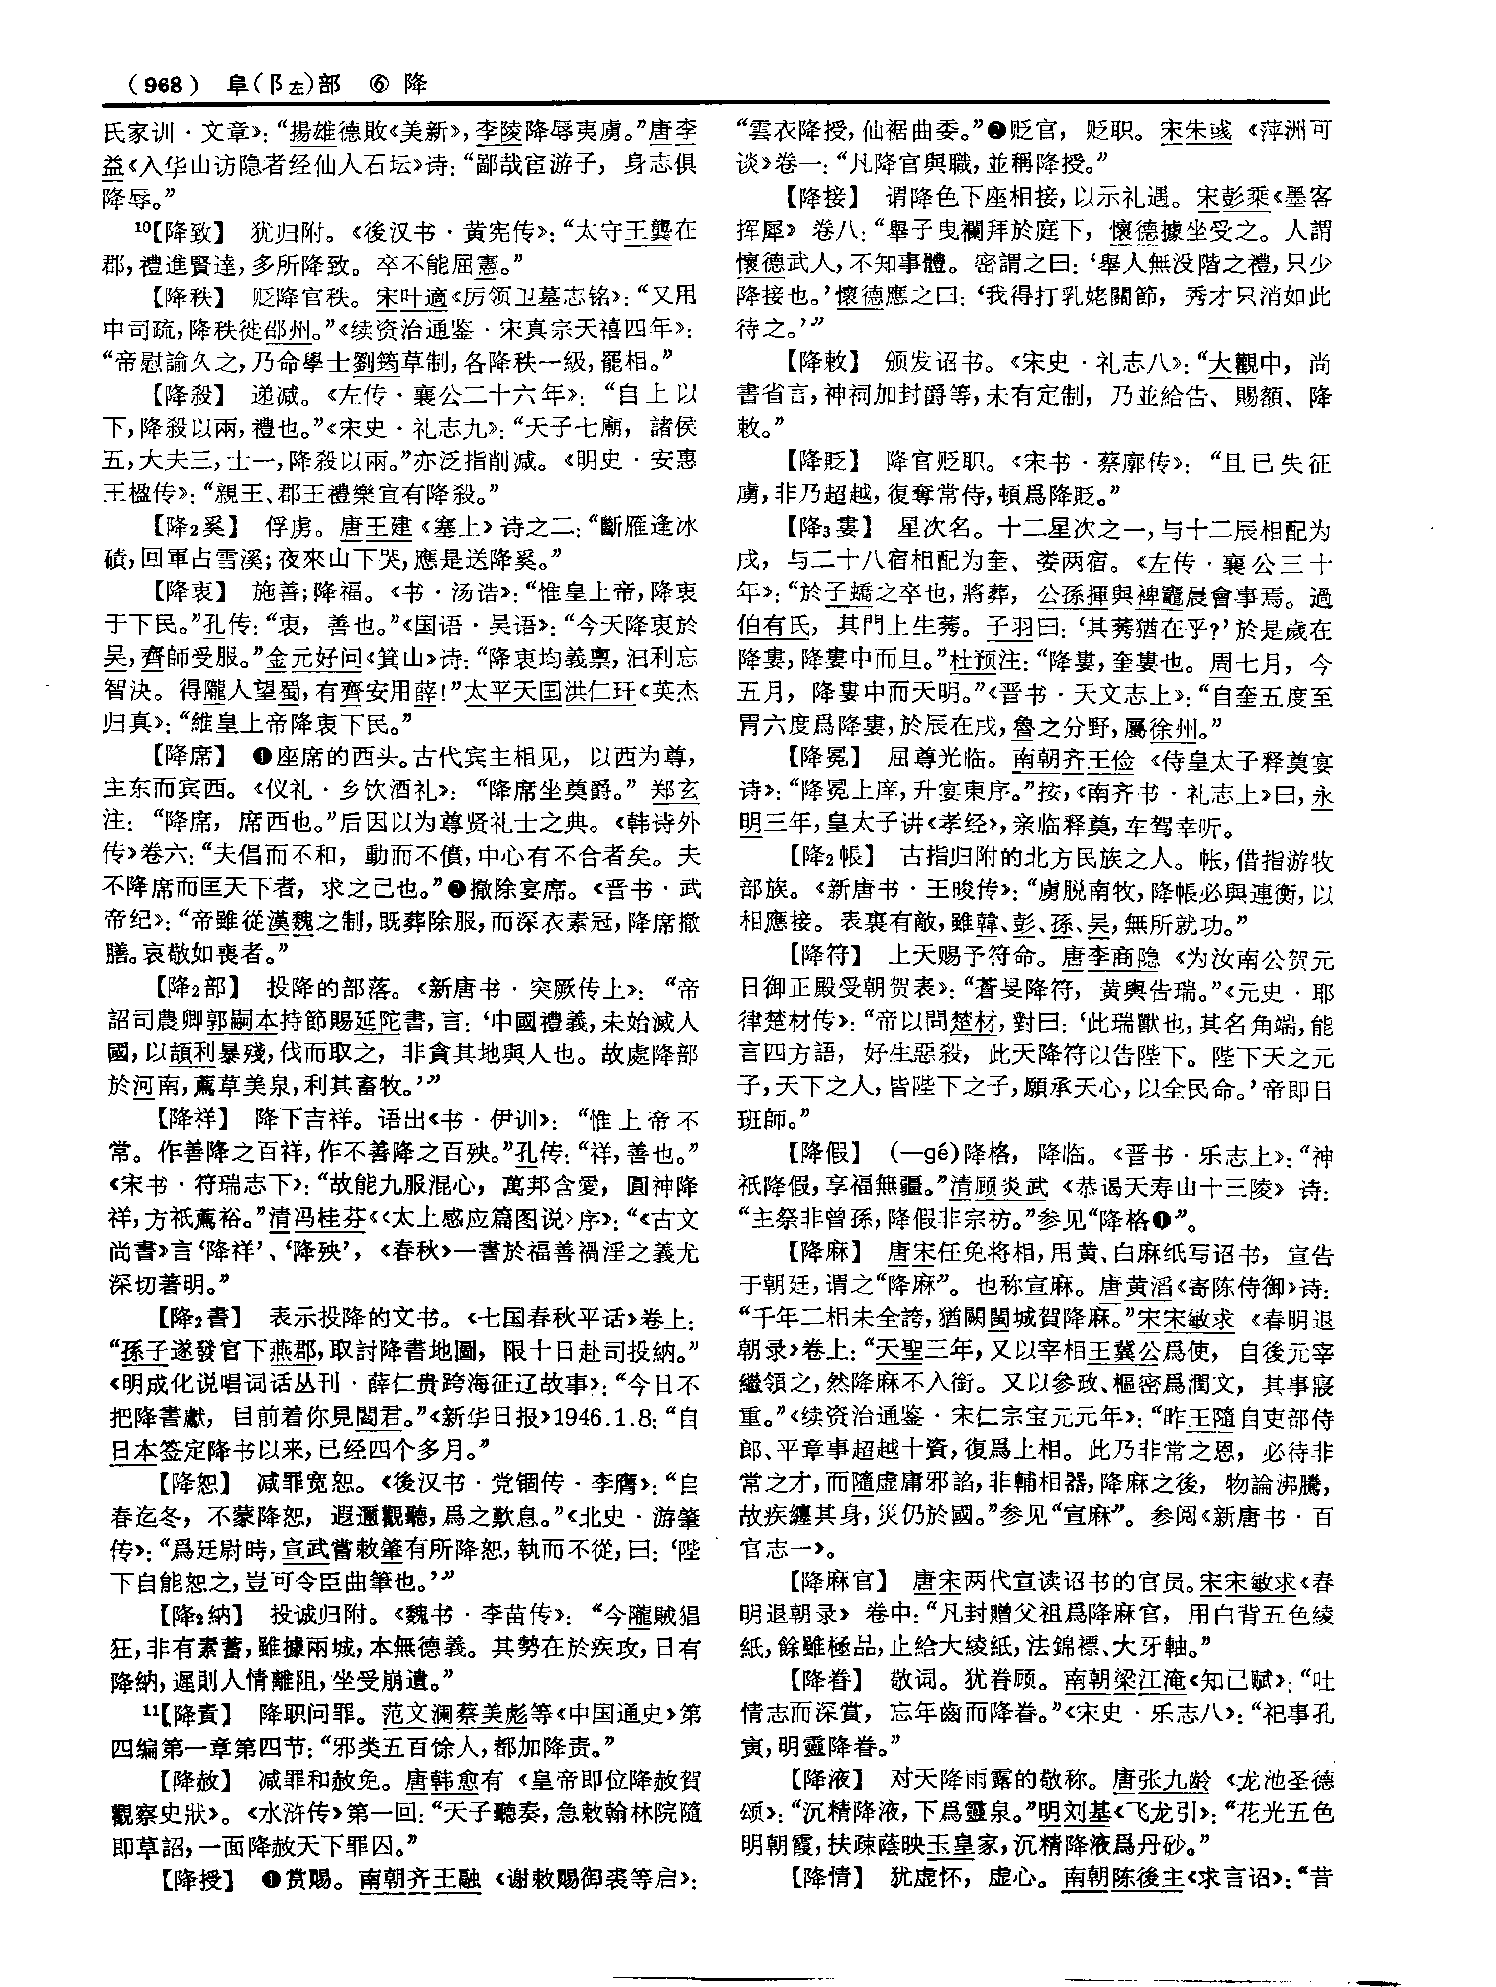 (968) 阜(阝左)部 ⑥ 降
氏家训·文章》：“揚雄德敗《美新》，李陵降辱夷虜。”唐李
益《入华山访隐者经仙人石坛》诗：“鄙哉宦游子，身志俱
降辱。”
10【降致】 犹归附。《後汉书·黄宪传》：“太守王龔在
郡，禮進賢達，多所降致。卒不能屈憲。”
【降秩】 贬降官秩。宋叶適《厉领卫墓志铭》：“又用
中司疏，降秩徙邵州。”《续资治通鉴·宋真宗天禧四年》：
“帝慰諭久之，乃命學士劉筠草制，各降秩一級，罷相。”
【降殺】 递减。《左传·襄公二十六年》：“自上以
下，降殺以兩，禮也。”《宋史·礼志九》：“天子七廟，諸侯
五，大夫三，士一，降殺以兩。”亦泛指削减。《明史·安惠
王楹传》：“親王、郡王禮樂宜有降殺。”
【降2奚】 俘虏。唐王建《塞上》诗之二：“斷雁逢冰
磧，回軍占雪溪；夜來山下哭，應是送降奚。”
【降衷】 施善；降福。《书·汤诰》：“惟皇上帝，降衷
于下民。”孔传：“衷，善也。”《国语·吴语》：“今天降衷於
吴，齊師受服。”金元好问《箕山》诗：“降衷均義禀，汩利忘
智決。得隴人望蜀，有齊安用薛！”太平天囯洪仁玕《英杰
归真》：“維皇上帝降衷下民。”
【降席】 ❶座席的西头。古代宾主相见，以西为尊，
主东而宾西。《仪礼·乡饮酒礼》：“降席坐奠爵。”郑玄
注：“降席，席西也。”后因以为尊贤礼士之典。《韩诗外
传》卷六：“夫倡而不和，動而不僨，中心有不合者矣。夫
不降席而匡天下者，求之己也。”❷撤除宴席。《晋书·武
帝纪》：“帝雖從漢魏之制，既葬除服，而深衣素冠，降席撤
膳。哀敬如喪者。”
【降2部】 投降的部落。《新唐书·突厥传上》：“帝
詔司農卿郭嗣本持節賜延陀書，言：‘中國禮義，未始滅人
國，以頡利暴殘，伐而取之，非貪其地與人也。故處降部
於河南，薦草美泉，利其畜牧。’”
【降祥】 降下吉祥。语出《书·伊训》：“惟上帝不
常。作善降之百祥，作不善降之百殃。”孔传：“祥，善也。”
《宋书·符瑞志下》：“故能九服混心，萬邦含愛，圓神降
祥，方祇薦裕。”清冯桂芬《〈太上感应篇图说〉序》：“《古文
尚書》言‘降祥’、‘降殃’，《春秋》一書於福善禍淫之義尤
深切著明。”
【降2書】 表示投降的文书。《七国春秋平话》卷上：
“孫子遂發官下燕郡，取討降書地圖，限十日赴司投納。”
《明成化说唱词话丛刊·薛仁贵跨海征辽故事》：“今日不
把降書獻，目前着你見閻君。”《新华日报》1946.1.8：“自
日本签定降书以来，已经四个多月。”
【降恕】 减罪宽恕。《後汉书·党锢传·李膺》：“自
春迄冬，不蒙降恕，遐邇觀聽，爲之歎息。”《北史·游肇
传》：“爲廷尉時，宣武嘗敕肇有所降恕，執而不從，曰：‘陛
下自能恕之，豈可令臣曲筆也。’”
【降2納】 投诚归附。《魏书·李苗传》：“今隴賊猖
狂，非有素蓄，雖據兩城，本無德義。其勢在於疾攻，日有
降納，遲則人情離阻，坐受崩潰。”
11【降責】 降职问罪。范文澜蔡美彪等《中国通史》第
四编第一章第四节：“邪类五百馀人，都加降责。”
【降赦】 减罪和赦免。唐韩愈有《皇帝即位降赦賀
觀察史狀》。《水浒传》第一回：“天子聽奏，急敕翰林院隨
即草詔，一面降赦天下罪囚。”
【降授】 ❶赏赐。南朝齐王融《谢敕赐御裘等启》：
“雲衣降授，仙裾曲委。”❷贬官，贬职。宋朱彧《萍洲可
谈》卷一：“凡降官與職，並稱降授。”
【降接】 谓降色下座相接，以示礼遇。宋彭乘《墨客
挥犀》卷八：“舉子曳襴拜於庭下，懷德據坐受之。人謂
懷德武人，不知事體。密謂之曰：‘舉人無没階之禮，只少
降接也。’懷德應之曰：‘我得打乳姥關節，秀才只消如此
待之。’”
【降敕】 颁发诏书。《宋史·礼志八》：“大觀中，尚
書省言，神祠加封爵等，未有定制，乃並給告、賜額、降
敕。”
【降貶】 降官贬职。《宋书·蔡廓传》：“且已失征
虜，非乃超越，復奪常侍，頓爲降貶。”
【降3婁】 星次名。十二星次之一，与十二辰相配为
戌，与二十八宿相配为奎、娄两宿。《左传·襄公三十
年》：“於子蟜之卒也，將葬，公孫揮與裨竈晨會事焉。過
伯有氏，其門上生莠。子羽曰：‘其莠猶在乎？’於是歲在
降婁，降婁中而旦。”杜预注：“降婁，奎婁也。周七月，今
五月，降婁中而天明。”《晋书·天文志上》：“自奎五度至
胃六度爲降婁，於辰在戌，魯之分野，屬徐州。”
【降冕】 屈尊光临。南朝齐王俭《侍皇太子释奠宴
诗》：“降冕上庠，升宴東序。”按，《南齐书·礼志上》曰，永
明三年，皇太子讲《孝经》，亲临释奠，车驾幸听。
【降2帳】 古指归附的北方民族之人。帐，借指游牧
部族。《新唐书·王晙传》：“虜脱南牧，降帳必與連衡，以
相應接。表裏有敵，雖韓、彭、孫、吴，無所就功。”
【降符】 上天赐予符命。唐李商隐《为汝南公贺元
日御正殿受朝贺表》：“蒼旻降符，黄輿告瑞。”《元史·耶
律楚材传》：“帝以問楚材，對曰：‘此瑞獸也，其名角端，能
言四方語，好生惡殺，此天降符以告陛下。陛下天之元
子，天下之人，皆陛下之子，願承天心，以全民命。’帝即日
班師。”
【降假】 (—gé)降格，降临。《晋书·乐志上》：“神
祇降假，享福無疆。”清顾炎武《恭谒天寿山十三陵》诗：
“主祭非曾孫，降假非宗祊。”参见“降格❶”。
【降麻】 唐宋任免将相，用黄、白麻纸写诏书，宣告
于朝廷，谓之“降麻”。也称宣麻。唐黄滔《寄陈侍御》诗：
“千年二相未全誇，猶闕閩城賀降麻。”宋宋敏求《春明退
朝录》卷上：“天聖三年，又以宰相王冀公爲使，自後元宰
繼領之，然降麻不入銜。又以參政、樞密爲潤文，其事寢
重。”《续资治通鉴·宋仁宗宝元元年》：“昨王隨自吏部侍
郎、平章事超越十資，復爲上相。此乃非常之恩，必待非
常之才，而隨虚庸邪諂，非輔相器，降麻之後，物論沸騰，
故疾纏其身，災仍於國。”参见“宣麻”。参阅《新唐书·百
官志一》。
【降麻官】 唐宋两代宣读诏书的官员。宋宋敏求《春
明退朝录》卷中：“凡封贈父祖爲降麻官，用白背五色綾
紙，餘雖極品，止給大綾紙，法錦褾、大牙軸。”
【降眷】 敬词。犹眷顾。南朝梁江淹《知己赋》：“吐
情志而深賞，忘年齒而降眷。”《宋史·乐志八》：“祀事孔
寅，明靈降眷。”
【降液】 对天降雨露的敬称。唐张九龄《龙池圣德
颂》：“沉精降液，下爲靈泉。”明刘基《飞龙引》：“花光五色
明朝霞，扶疎蔭映玉皇家，沉精降液爲丹砂。”
【降情】 犹虚怀，虚心。南朝陈後主《求言诏》：“昔